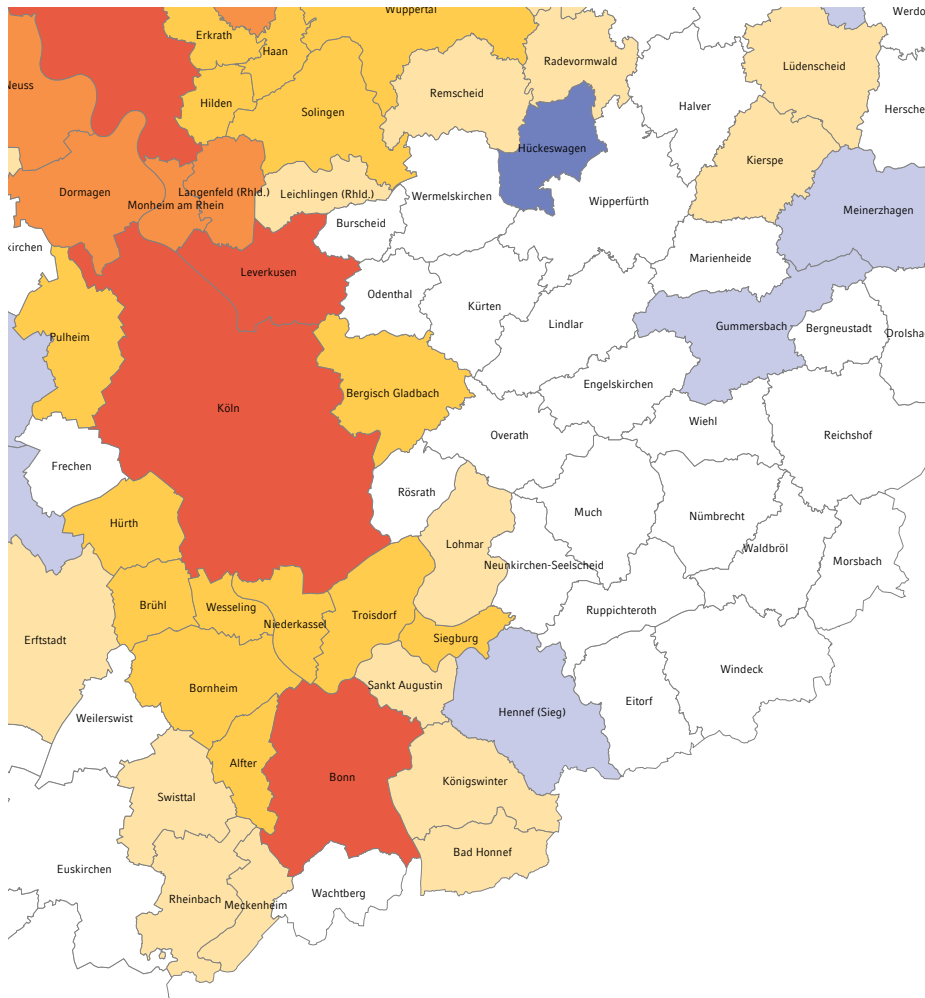 Wuppertal
Werdo
Erkrath
Haan
Radevormwald
Lüdenscheid
Neuss
Remscheid
Hilden
Solingen
Halver
Hersche
Hückeswagen
Kierspe
Dormagen
Langenfeld (Rhld.)
Leichlingen (Rhld.)
Monheim am Rhein
Wermelskirchen
Wipperfürth
Meinerzhagen
Burscheid
kirchen
Marienheide
Leverkusen
Odenthal
Kürten
Lindlar
Gummersbach
Bergneustadt
Drolsha
Pulheim
Engelskirchen
Bergisch Gladbach
Köln
Wiehl
Overath
Reichshof
Frechen
Rösrath
Much
Nümbrecht
Hürth
Lohmar
Waldbröl
Neunkirchen-Seelscheid
Morsbach
Brühl
Wesseling
Ruppichteroth
Troisdorf
Niederkassel
Erftstadt
Siegburg
Windeck
Bornheim
Sankt Augustin
Eitorf
Weilerswist
Hennef (Sieg)
Alfter
Bonn
Königswinter
Swisttal
Bad Honnef
Euskirchen
Wachtberg
Rheinbach
Meckenheim